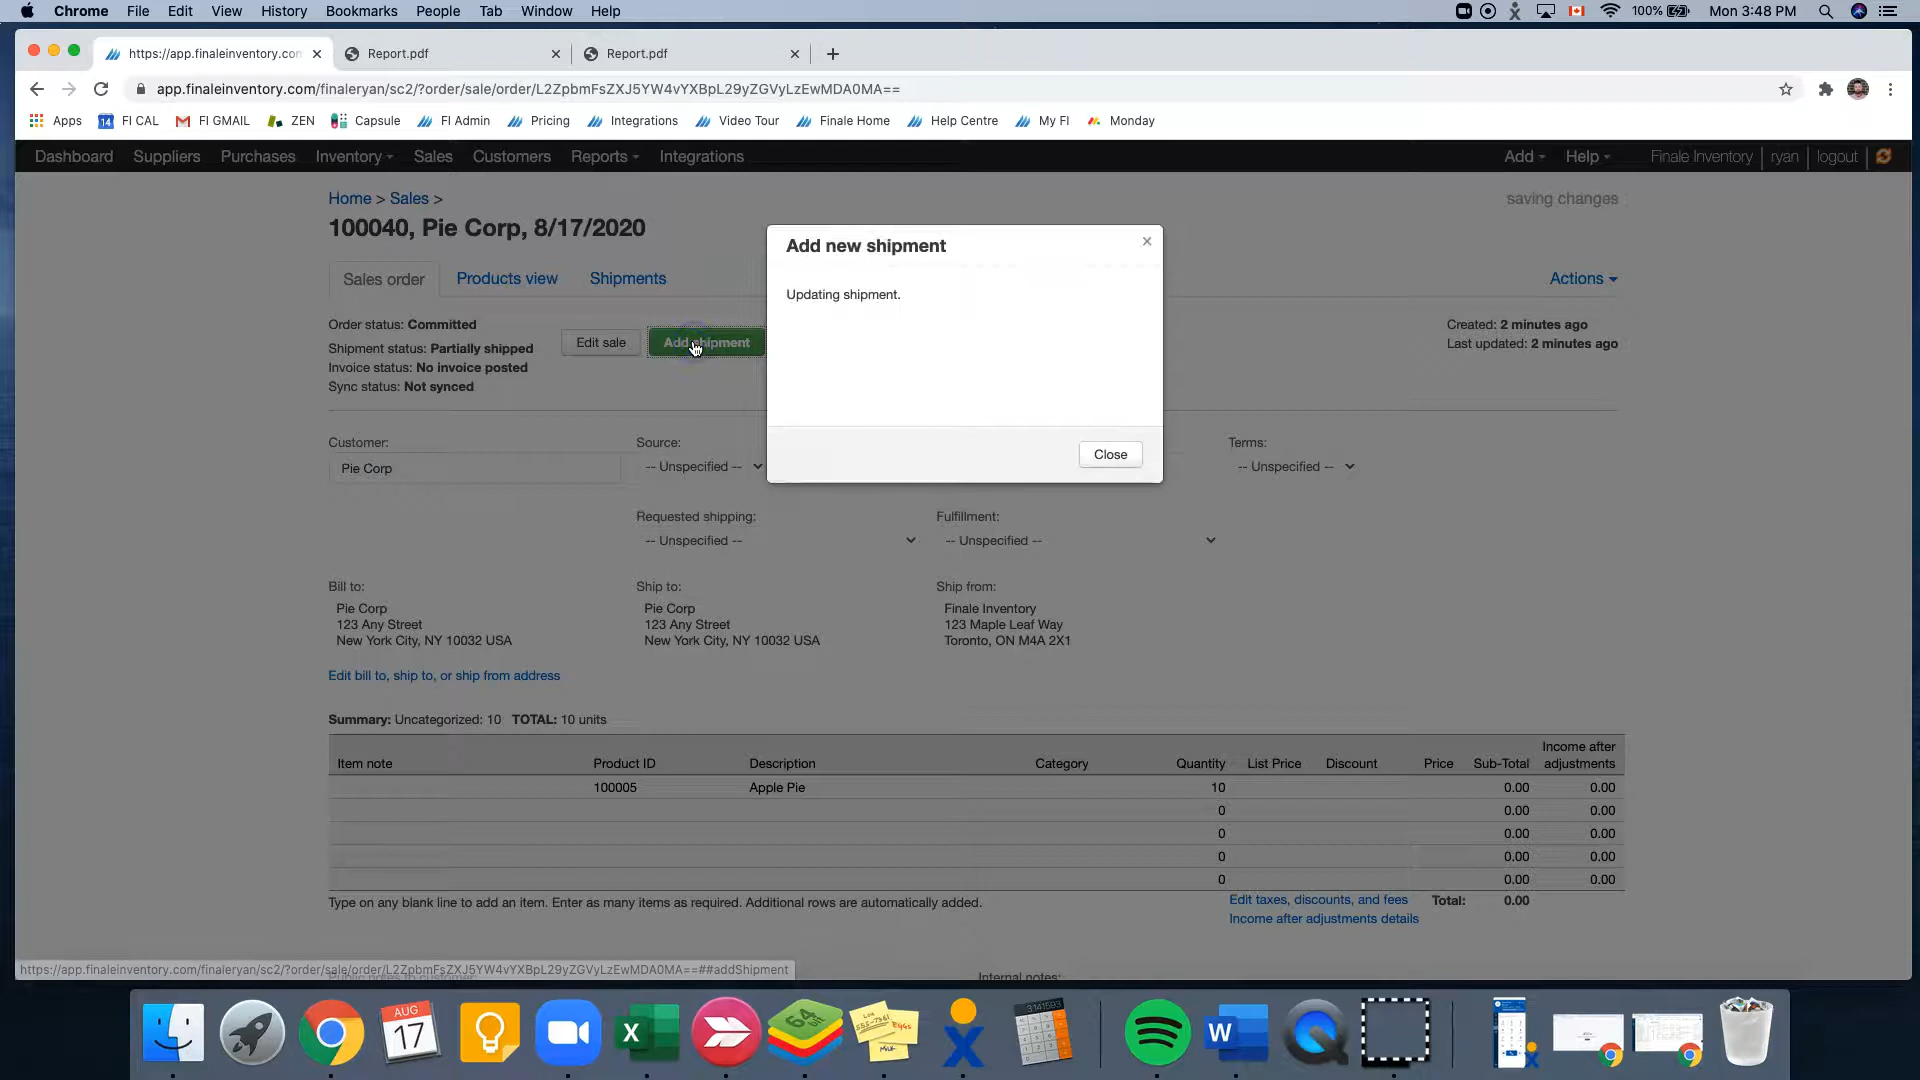 Chrome File Edit View History Bookmarks People Tab Window Help 100% Mon 3:48 PM
https://app.finaleinventory.con Report.pdf Report.pdf
app.finaleinventory.com/finaleryan/sc2/?order/sale/order/L2ZpbmFsZXJ5YW4vYXBpL29yZGVyLzEwMDA0MA==
Apps 14 FI CAL FI GMAIL ZEN Capsule FI Admin Pricing Integrations Video Tour Finale Home Help Centre My FI Monday
Dashboard Suppliers Purchases Inventory Sales Customers Reports Integrations Add Help Finale Inventory ryan logout
Home > Sales > saving changes
100040, Pie Corp, 8/17/2020
Add new shipment ×
Sales order Products view Shipments Actions
Updating shipment.
Order status: Committed
Shipment status: Partially shipped
Invoice status: No invoice posted
Sync status: Not synced
Edit sale Add shipment
Created: 2 minutes ago
Last updated: 2 minutes ago
Close
Customer: Source: Terms:
Pie Corp -- Unspecified -- -- Unspecified --
Requested shipping: Fulfillment:
-- Unspecified -- -- Unspecified --
Bill to: Ship to: Ship from:
Pie Corp Pie Corp Finale Inventory
123 Any Street 123 Any Street 123 Maple Leaf Way
New York City, NY 10032 USA New York City, NY 10032 USA Toronto, ON M4A 2X1
Edit bill to, ship to, or ship from address
Summary: Uncategorized: 10 TOTAL: 10 units
Item note Product ID Description Category Quantity List Price Discount Price Sub-Total Income after adjustments
100005 Apple Pie 10 0.00 0.00
0 0.00 0.00
0 0.00 0.00
0 0.00 0.00
0 0.00 0.00
Type on any blank line to add an item. Enter as many items as required. Additional rows are automatically added. Edit taxes, discounts, and fees Total: 0.00
Income after adjustments details
https://app.finaleinventory.com/finaleryan/sc2/?order/sale/order/L2ZpbmFsZXJ5YW4vYXBpL29yZGVyLzEwMDA0MA==##addShipment
Public notes to customer: Internal notes:
AUG
17
X
64
W